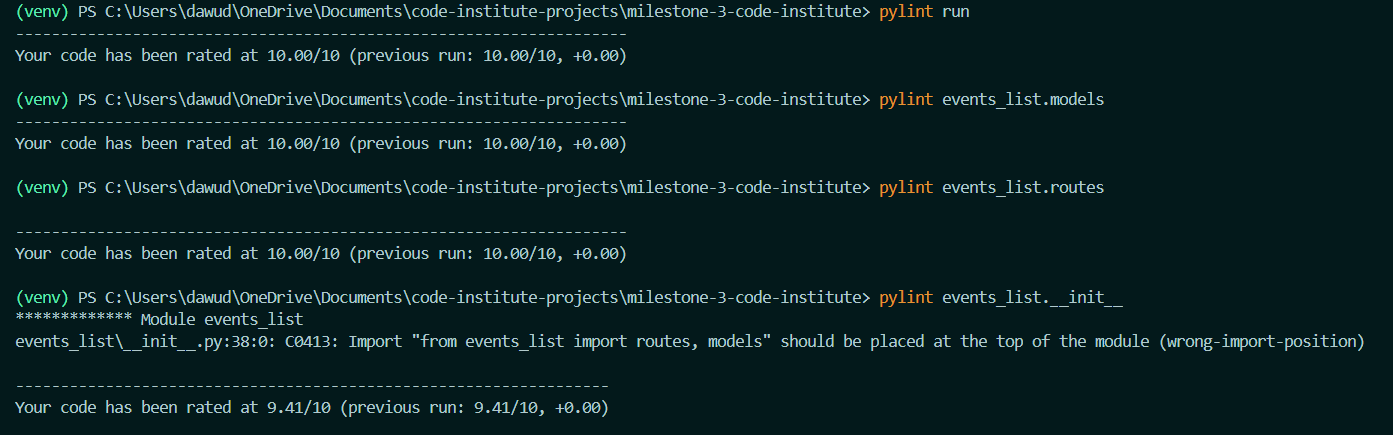 (venv) PS C:\Users\dawud\OneDrive\Documents\code-institute-projects\milestone-3-code-institute> pylint run
--------------------------------------------------------------------
Your code has been rated at 10.00/10 (previous run: 10.00/10, +0.00)
(venv) PS C:\Users\dawud\OneDrive\Documents\code-institute-projects\milestone-3-code-institute> pylint events_list.models
--------------------------------------------------------------------
Your code has been rated at 10.00/10 (previous run: 10.00/10, +0.00)
(venv) PS C:\Users\dawud\OneDrive\Documents\code-institute-projects\milestone-3-code-institute> pylint events_list.routes
--------------------------------------------------------------------
Your code has been rated at 10.00/10 (previous run: 10.00/10, +0.00)
(venv) PS C:\Users\dawud\OneDrive\Documents\code-institute-projects\milestone-3-code-institute> pylint events_list.__init__
************* Module events_list
events_list\__init__.py:38:0: C0413: Import "from events_list import routes, models" should be placed at the top of the module (wrong-import-position)
------------------------------------------------------------------
Your code has been rated at 9.41/10 (previous run: 9.41/10, +0.00)